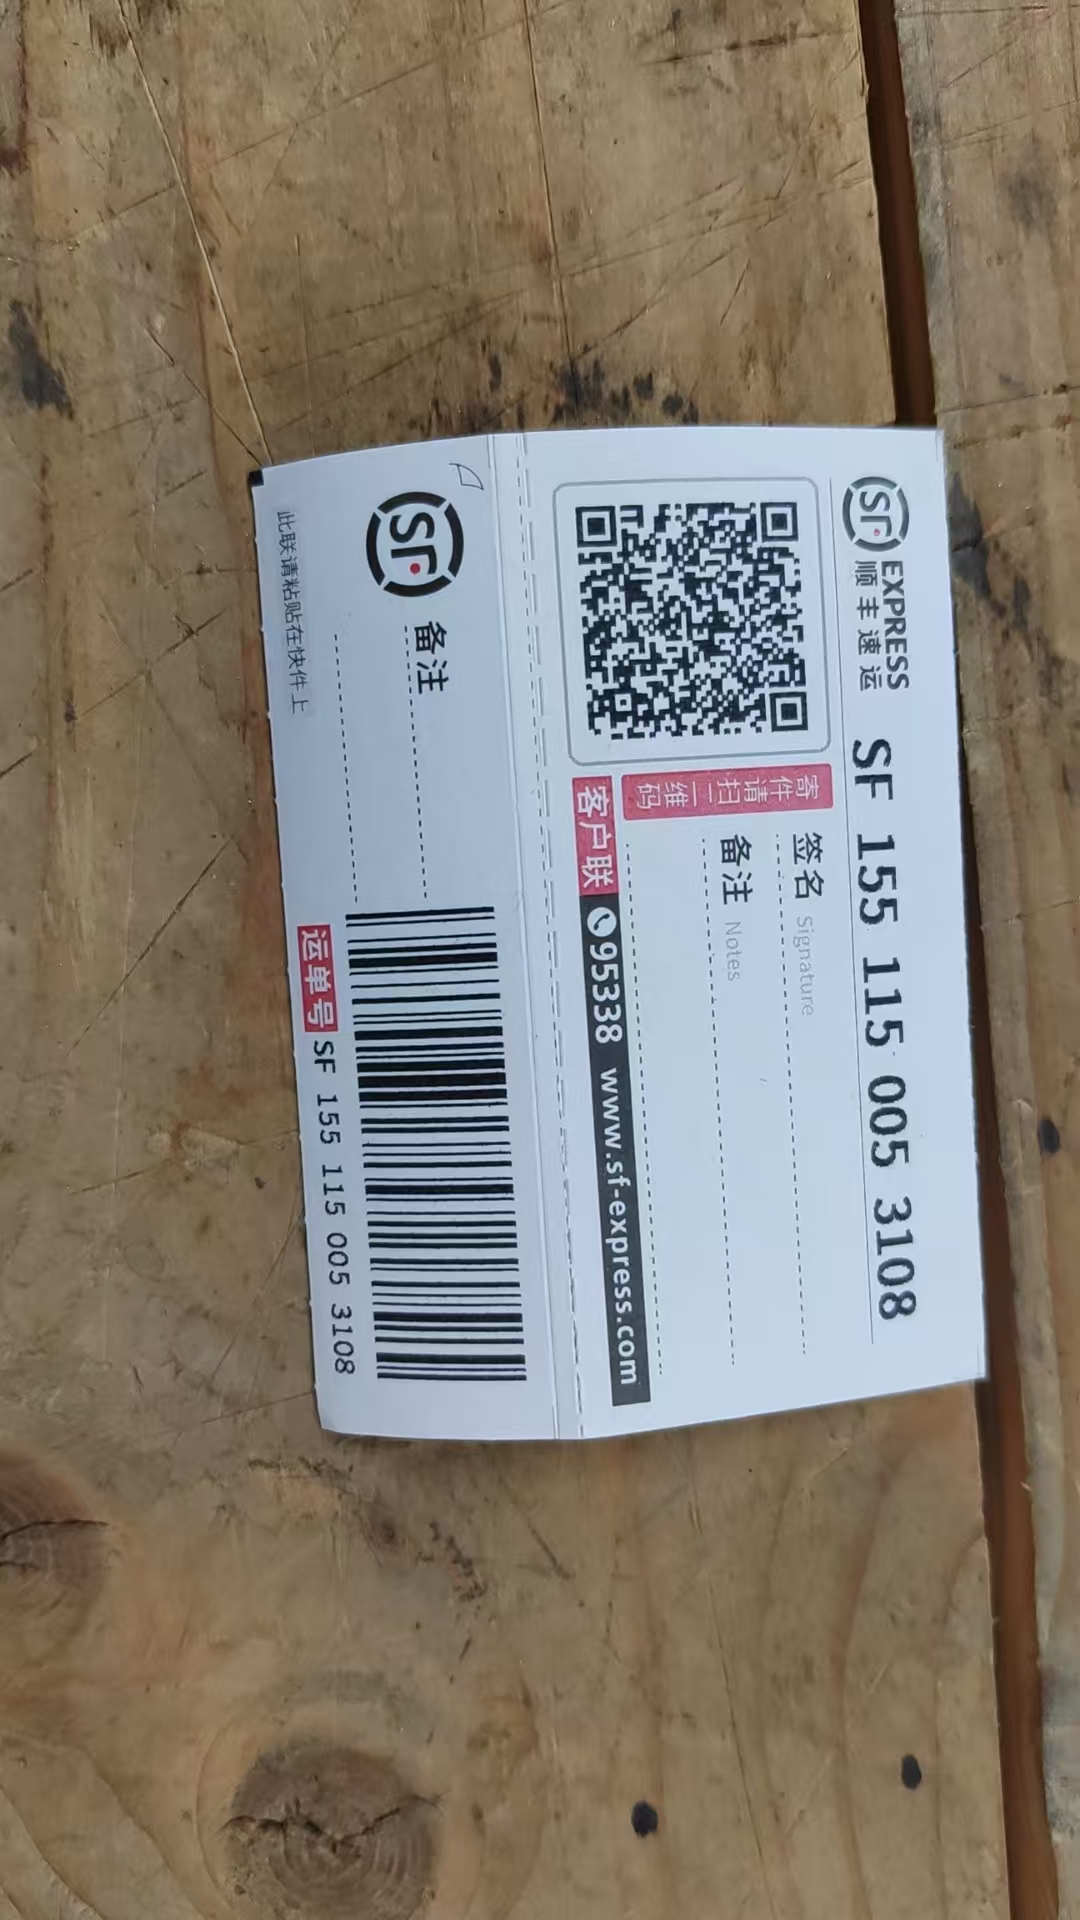 SF EXPRESS
顺丰速运
SF 155 115 005 3108
签名 Signature
备注 Notes
寄件请扫二维码
客户联
95338 www.sf-express.com
SF
备注
运单号 SF 155 115 005 3108
此联请粘贴在快件上